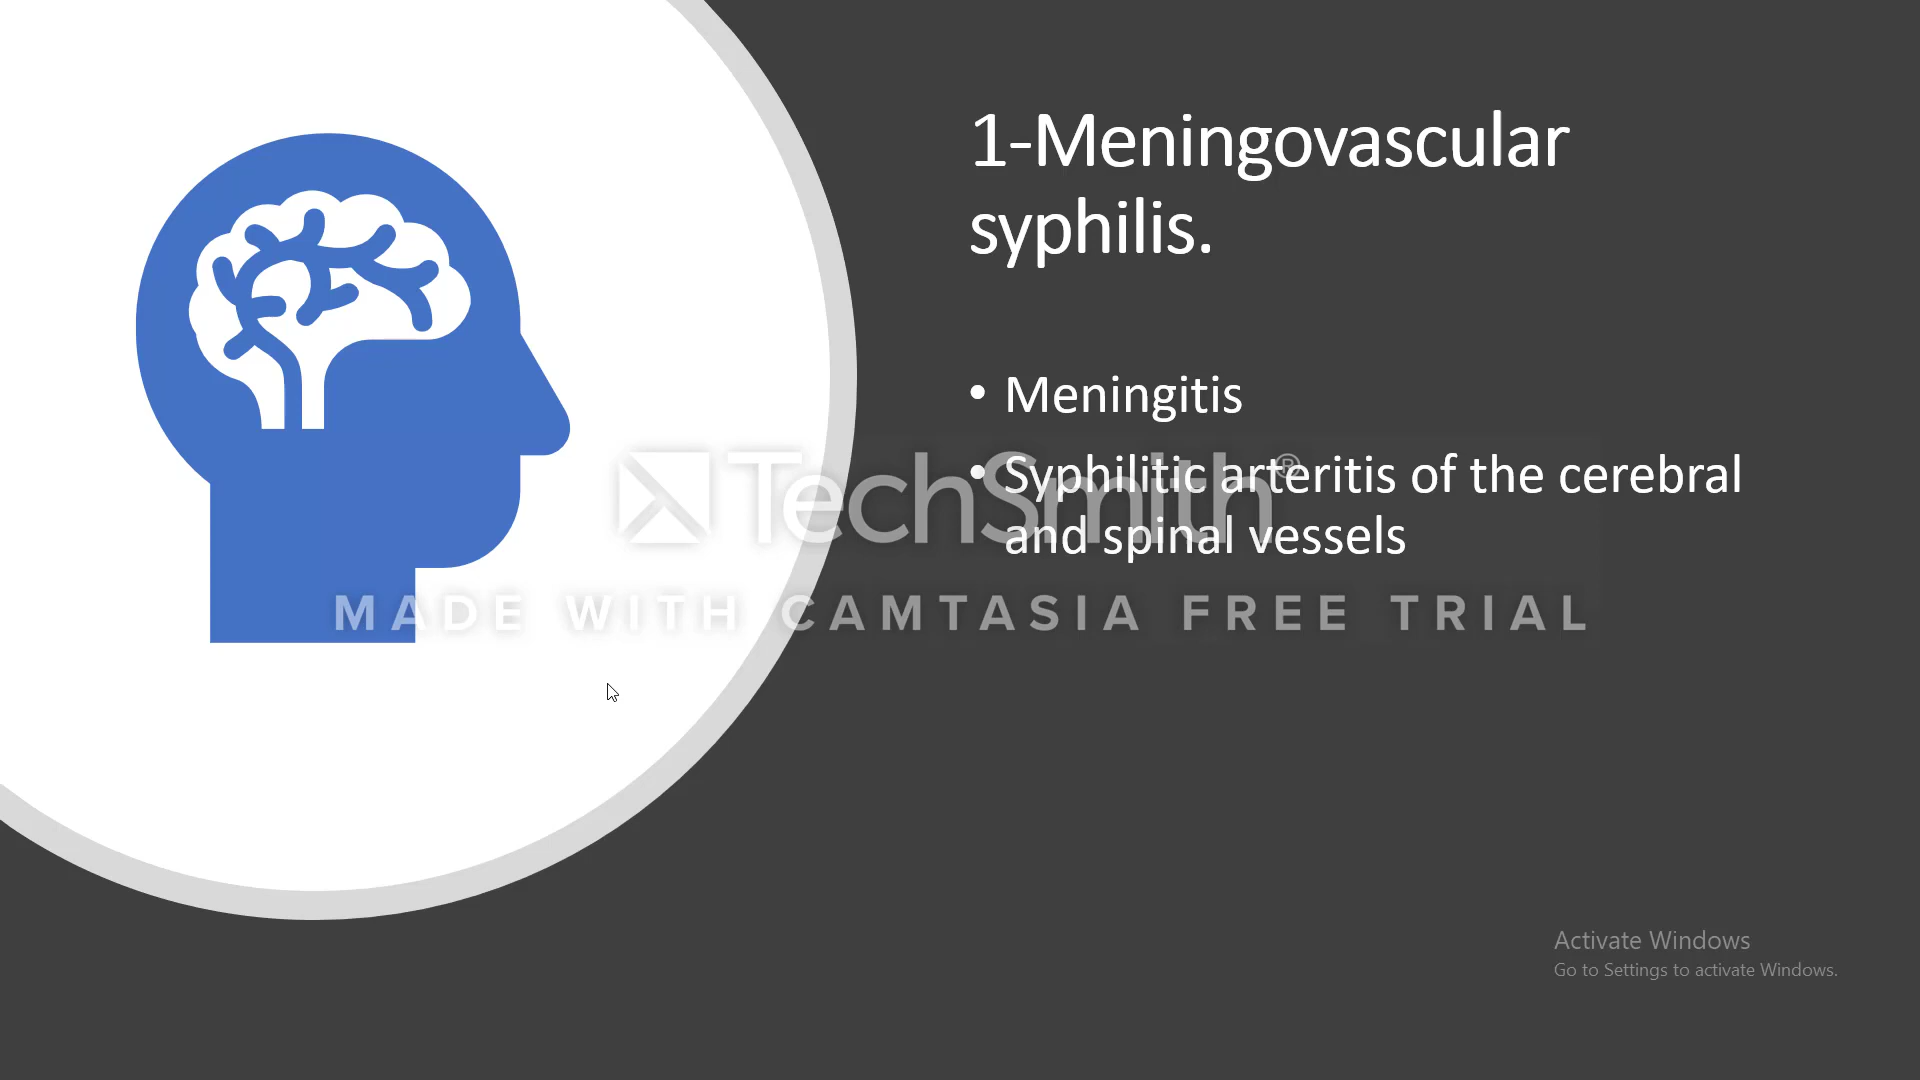 1-Meningovascular
syphilis.
• Meningitis
• Syphilitic arteritis of the cerebral
and spinal vessels
TechSmith®
MADE WITH CAMTASIA FREE TRIAL
Activate Windows
Go to Settings to activate Windows.